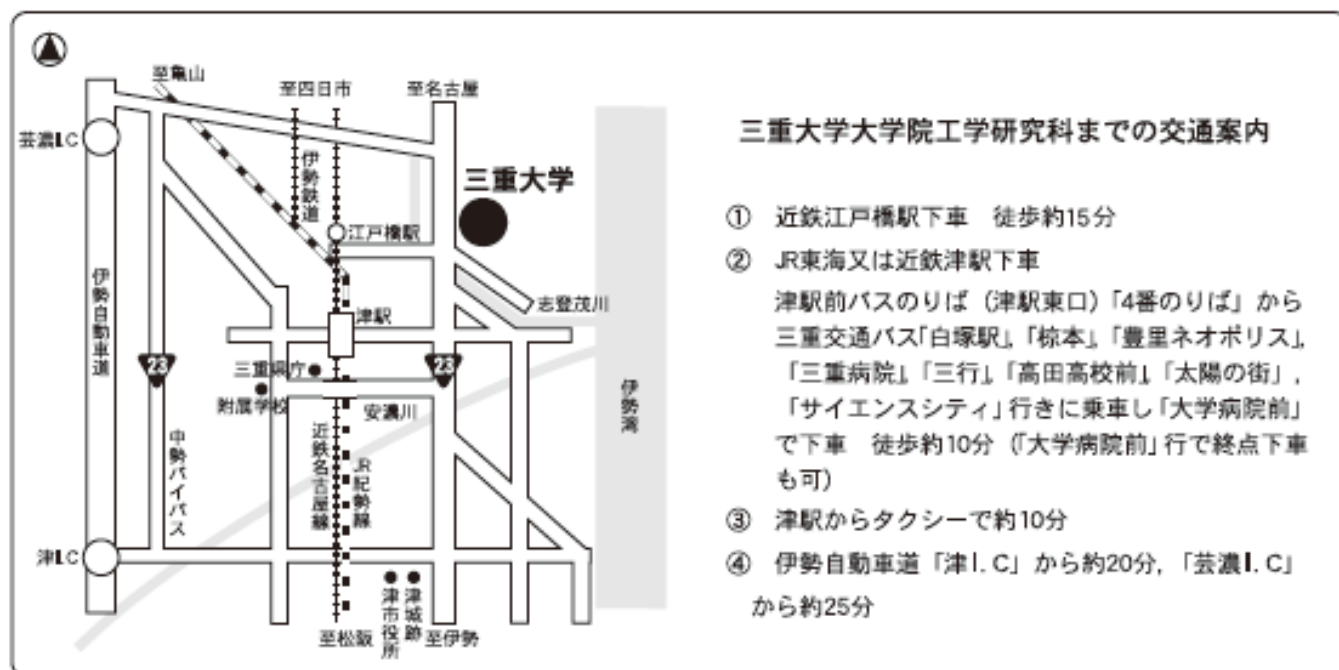 至亀山
至四日市
至名古屋
芸濃I.C
伊勢鉄道
三重大学
江戸橋駅
志登茂川
伊勢自動車道
津駅
23
23
三重県庁
附属学校
安濃川
伊勢湾
中勢バイパス
近鉄名古屋線
JR紀勢線
津I.C
津市役所
津城跡
至松阪
至伊勢
三重大学大学院工学研究科までの交通案内
① 近鉄江戸橋駅下車 徒歩約15分
② JR東海又は近鉄津駅下車
津駅前バスのりば(津駅東口)「4番のりば」から
三重交通バス「白塚駅」,「椋本」,「豊里ネオポリス」,
「三重病院」,「三行」,「高田高校前」,「太陽の街」,
「サイエンスシティ」行きに乗車し「大学病院前」
で下車 徒歩約10分(「大学病院前」行で終点下車
も可)
③ 津駅からタクシーで約10分
④ 伊勢自動車道「津I.C」から約20分,「芸濃I.C」
から約25分